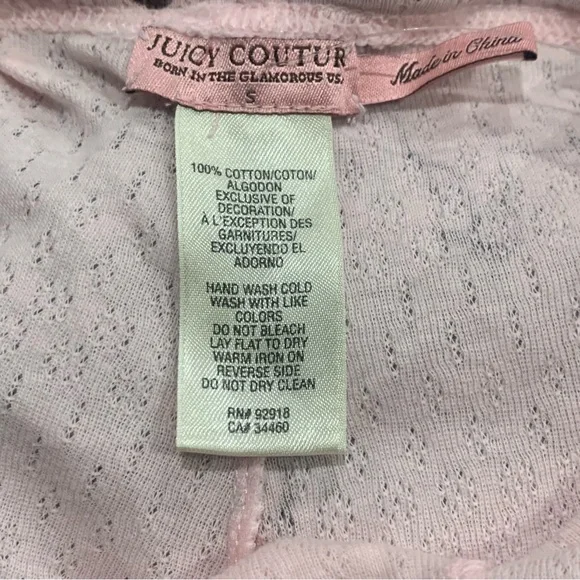 JUICY COUTUR
BORN IN THE GLAMOROUS US.
S
Made in China
100% COTTON/COTON/
ALGODON
EXCLUSIVE OF
DECORATION/
À L'EXCEPTION DES
GARNITURES/
EXCLUYENDO EL
ADORNO
HAND WASH COLD
WASH WITH LIKE
COLORS
DO NOT BLEACH
LAY FLAT TO DRY
WARM IRON ON
REVERSE SIDE
DO NOT DRY CLEAN
RN# 92918
CA# 34460